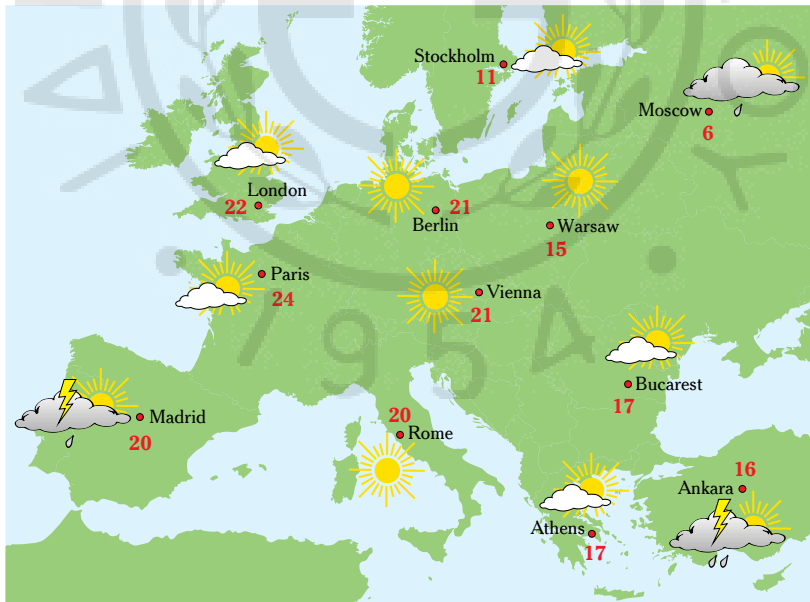 Stockholm
11
Moscow
6
London
22
21
Berlin
Warsaw
15
Paris
24
Vienna
21
Bucarest
17
Madrid
20
20
Rome
16
Ankara
Athens
17
1954